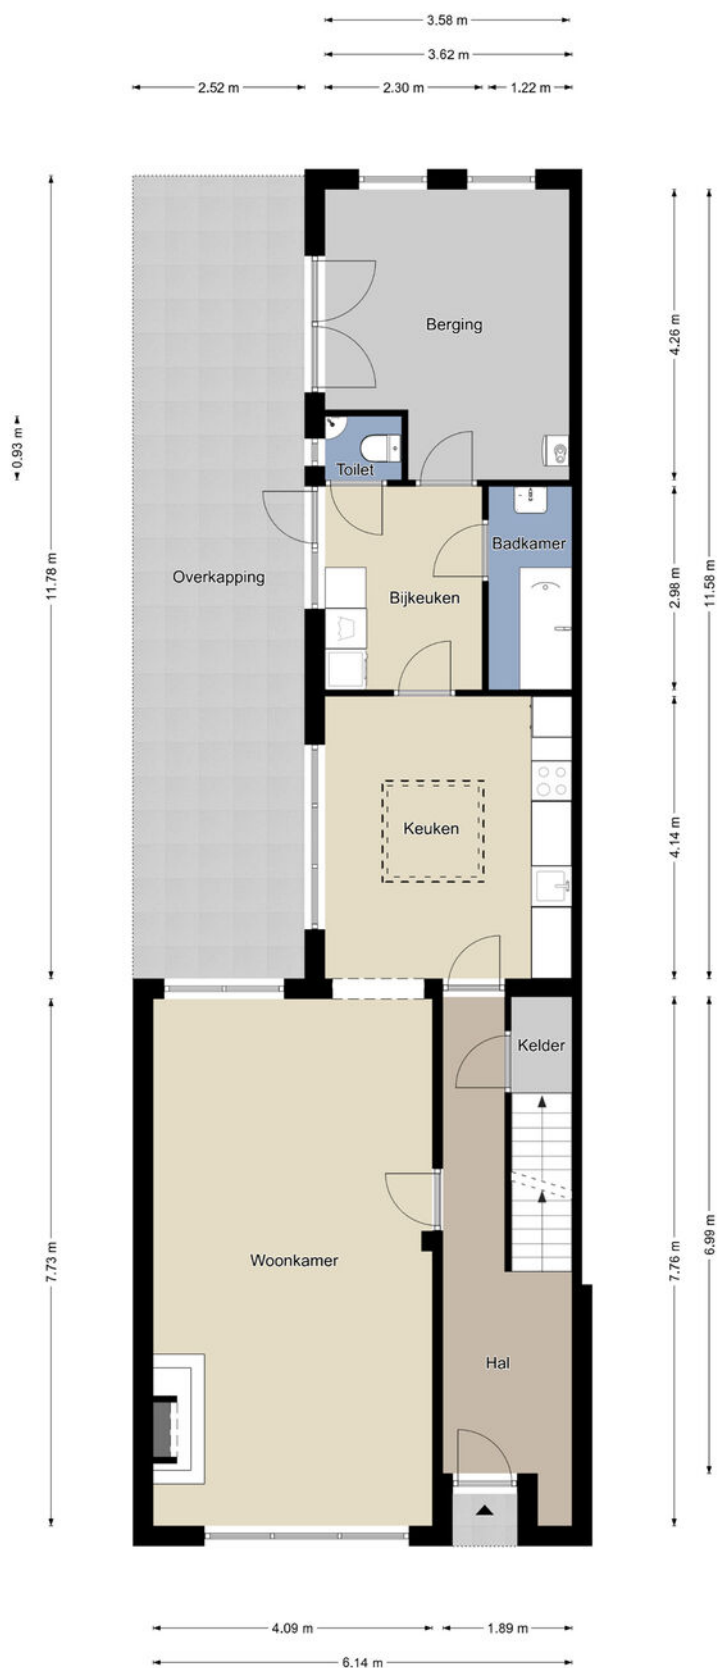 3.58 m
3.62 m
2.52 m
2.30 m
1.22 m
Berging
4.26 m
0.93 m
Toilet
Badkamer
11.78 m
Overkapping
Bijkeuken
2.98 m
11.58 m
Keuken
4.14 m
Kelder
7.73 m
Woonkamer
7.76 m
6.99 m
Hal
4.09 m
1.89 m
6.14 m